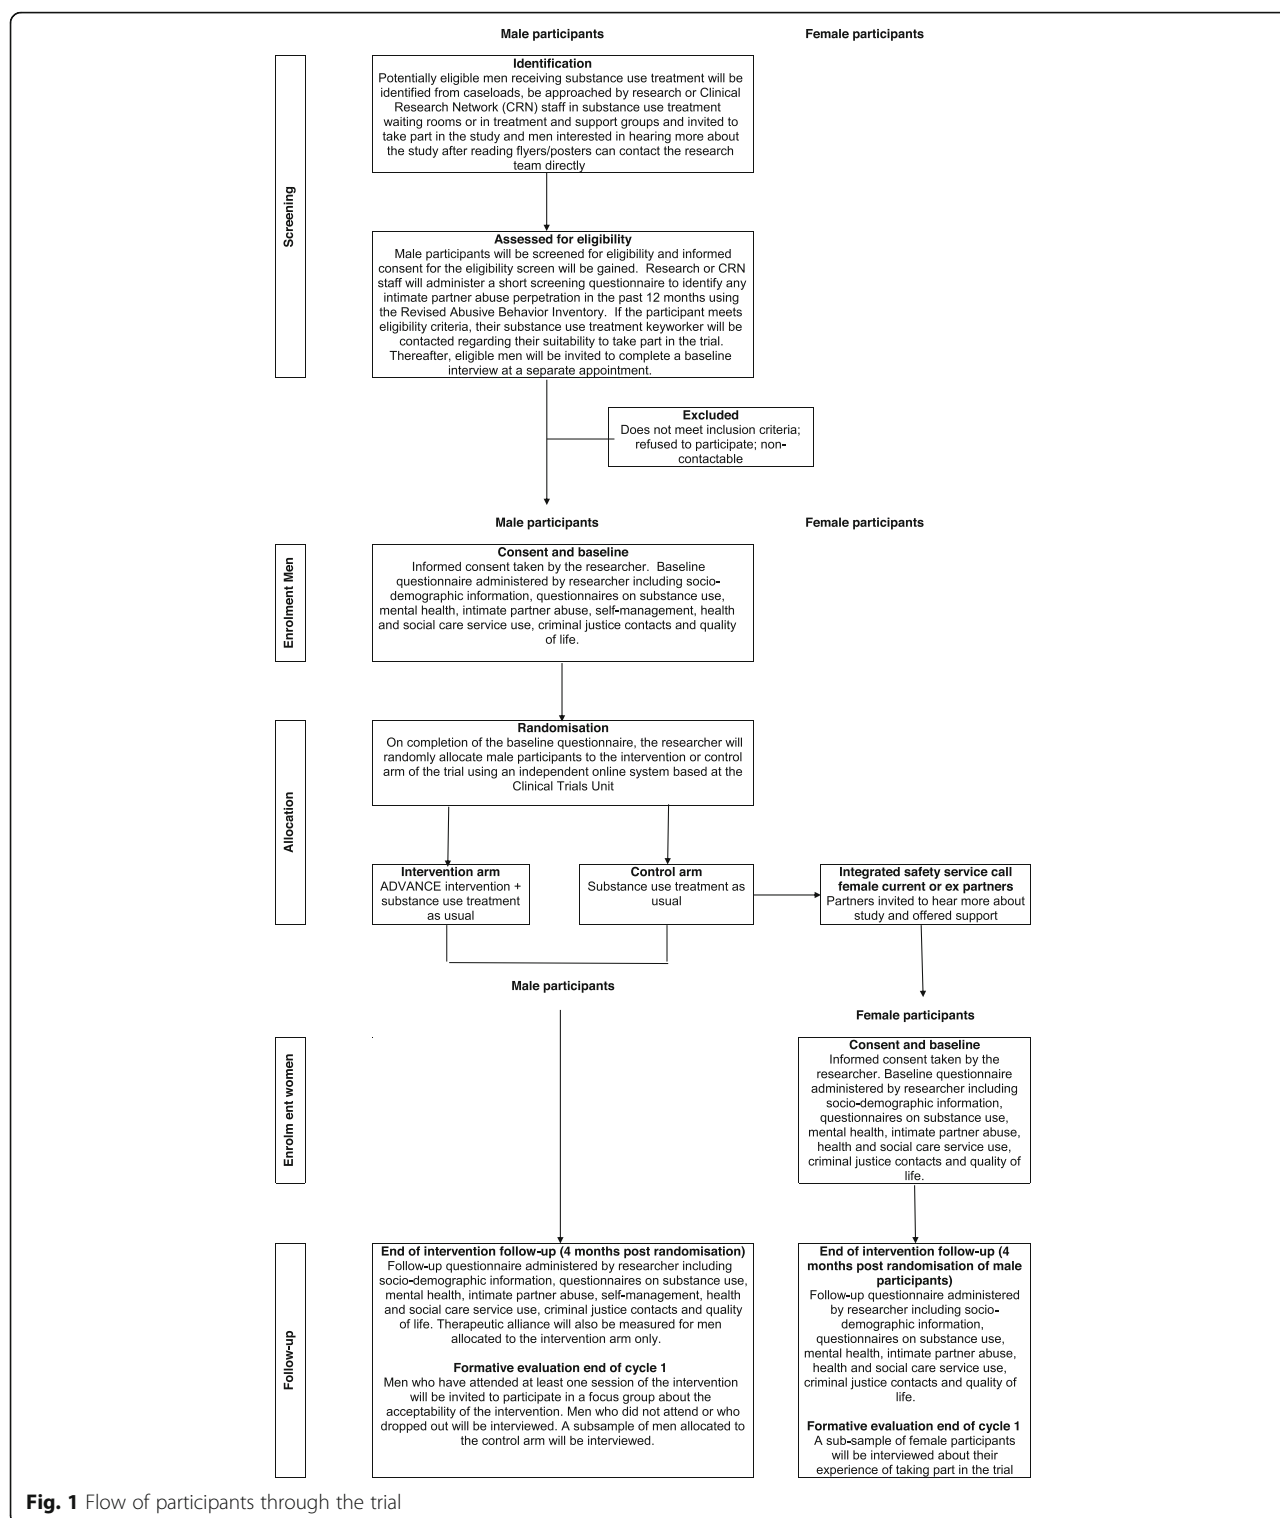 Male participants
Female participants
Screening
Identification
Potentially eligible men receiving substance use treatment will be
identified from caseloads, be approached by research or Clinical
Research Network (CRN) staff in substance use treatment
waiting rooms or in treatment and support groups and invited to
take part in the study and men interested in hearing more about
the study after reading flyers/posters can contact the research
team directly
Assessed for eligibility
Male participants will be screened for eligibility and informed
consent for the eligibility screen will be gained. Research or CRN
staff will administer a short screening questionnaire to identify any
intimate partner abuse perpetration in the past 12 months using
the Revised Abusive Behavior Inventory. If the participant meets
eligibility criteria, their substance use treatment keyworker will be
contacted regarding their suitability to take part in the trial.
Thereafter, eligible men will be invited to complete a baseline
interview at a separate appointment.
Excluded
Does not meet inclusion criteria;
refused to participate; non-
contactable
Male participants
Female participants
Enrolment Men
Consent and baseline
Informed consent taken by the researcher. Baseline
questionnaire administered by researcher including socio-
demographic information, questionnaires on substance use,
mental health, intimate partner abuse, self-management, health
and social care service use, criminal justice contacts and quality
of life.
Allocation
Randomisation
On completion of the baseline questionnaire, the researcher will
randomly allocate male participants to the intervention or control
arm of the trial using an independent online system based at the
Clinical Trials Unit
Intervention arm
ADVANCE intervention +
substance use treatment
as usual
Control arm
Substance use treatment as
usual
Integrated safety service call
female current or ex partners
Partners invited to hear more about
study and offered support
Male participants
Female participants
Enrolm ent women
Consent and baseline
Informed consent taken by the
researcher. Baseline questionnaire
administered by researcher including
socio-demographic information,
questionnaires on substance use,
mental health, intimate partner abuse,
health and social care service use,
criminal justice contacts and quality of
life.
Follow-up
End of intervention follow-up (4 months post randomisation)
Follow-up questionnaire administered by researcher including
socio-demographic information, questionnaires on substance use,
mental health, intimate partner abuse, self-management, health
and social care service use, criminal justice contacts and quality
of life. Therapeutic alliance will also be measured for men
allocated to the intervention arm only.
Formative evaluation end of cycle 1
Men who have attended at least one session of the intervention
will be invited to participate in a focus group about the
acceptability of the intervention. Men who did not attend or who
dropped out will be interviewed. A subsample of men allocated to
the control arm will be interviewed.
End of intervention follow-up (4
months post randomisation of male
participants)
Follow-up questionnaire administered
by researcher including socio-
demographic information,
questionnaires on substance use,
mental health, intimate partner abuse,
health and social care service use,
criminal justice contacts and quality of
life.
Formative evaluation end of cycle 1
A sub-sample of female participants
will be interviewed about their
experience of taking part in the trial
Fig. 1 Flow of participants through the trial